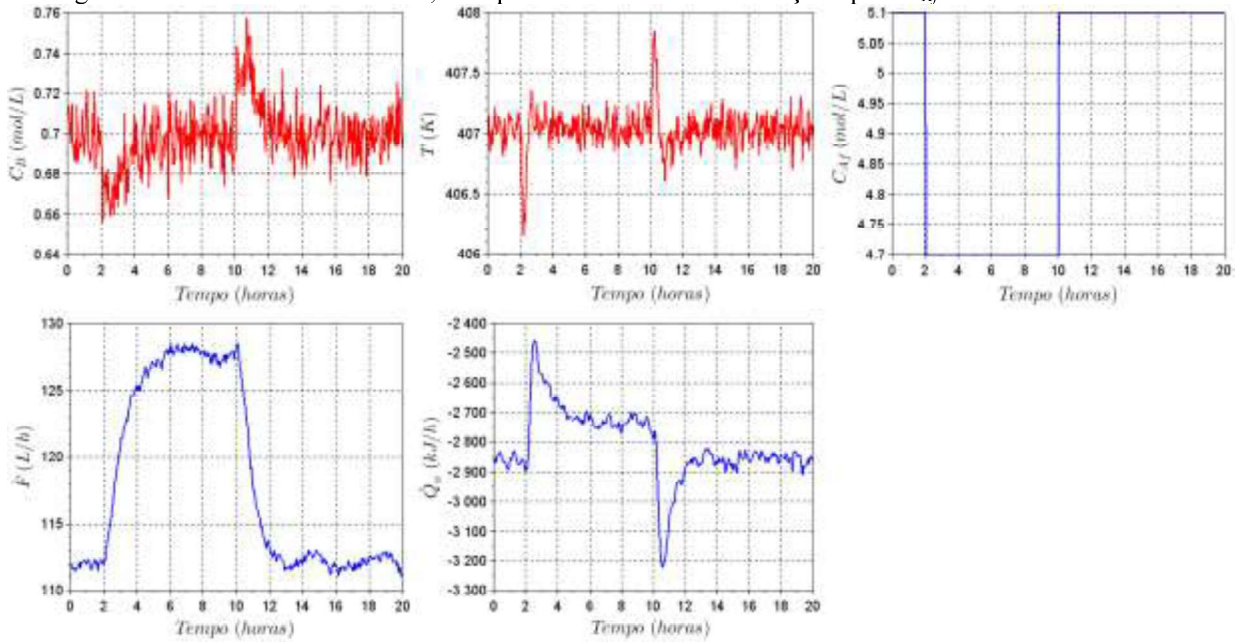 0.76
0.74
0.72
0.7
0.68
0.66
0.64
C_B (mol/L)
0 2 4 6 8 10 12 14 16 18 20
Tempo (horas)
408
407.5
407
406.5
406
T (K)
0 2 4 6 8 10 12 14 16 18 20
Tempo (horas)
5.1
5.05
5
4.95
4.9
4.85
4.8
4.75
4.7
C_{Af} (mol/L)
0 2 4 6 8 10 12 14 16 18 20
Tempo (horas)
130
125
120
115
110
Ḟ (L/h)
0 2 4 6 8 10 12 14 16 18 20
Tempo (horas)
-2 400
-2 500
-2 600
-2 700
-2 800
-2 900
-3 000
-3 100
-3 200
-3 300
(kJ/h)
0 2 4 6 8 10 12 14 16 18 20
Tempo (horas)